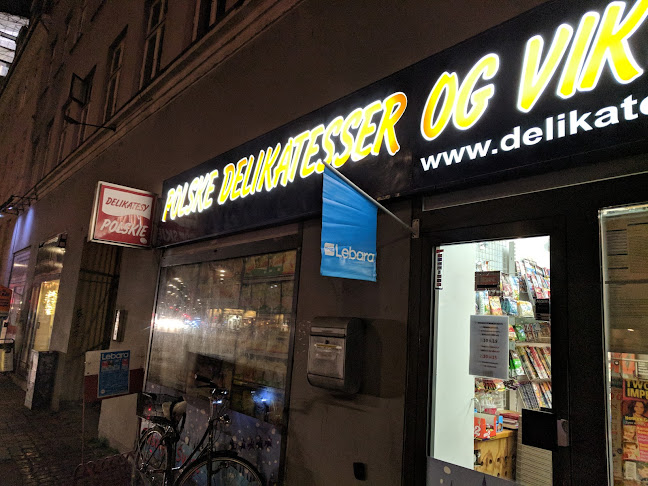 POLSKE DELIKATESSER OG VIK
www.delikate
DELIKATESY
POLSKIE
Lebara
Lebara